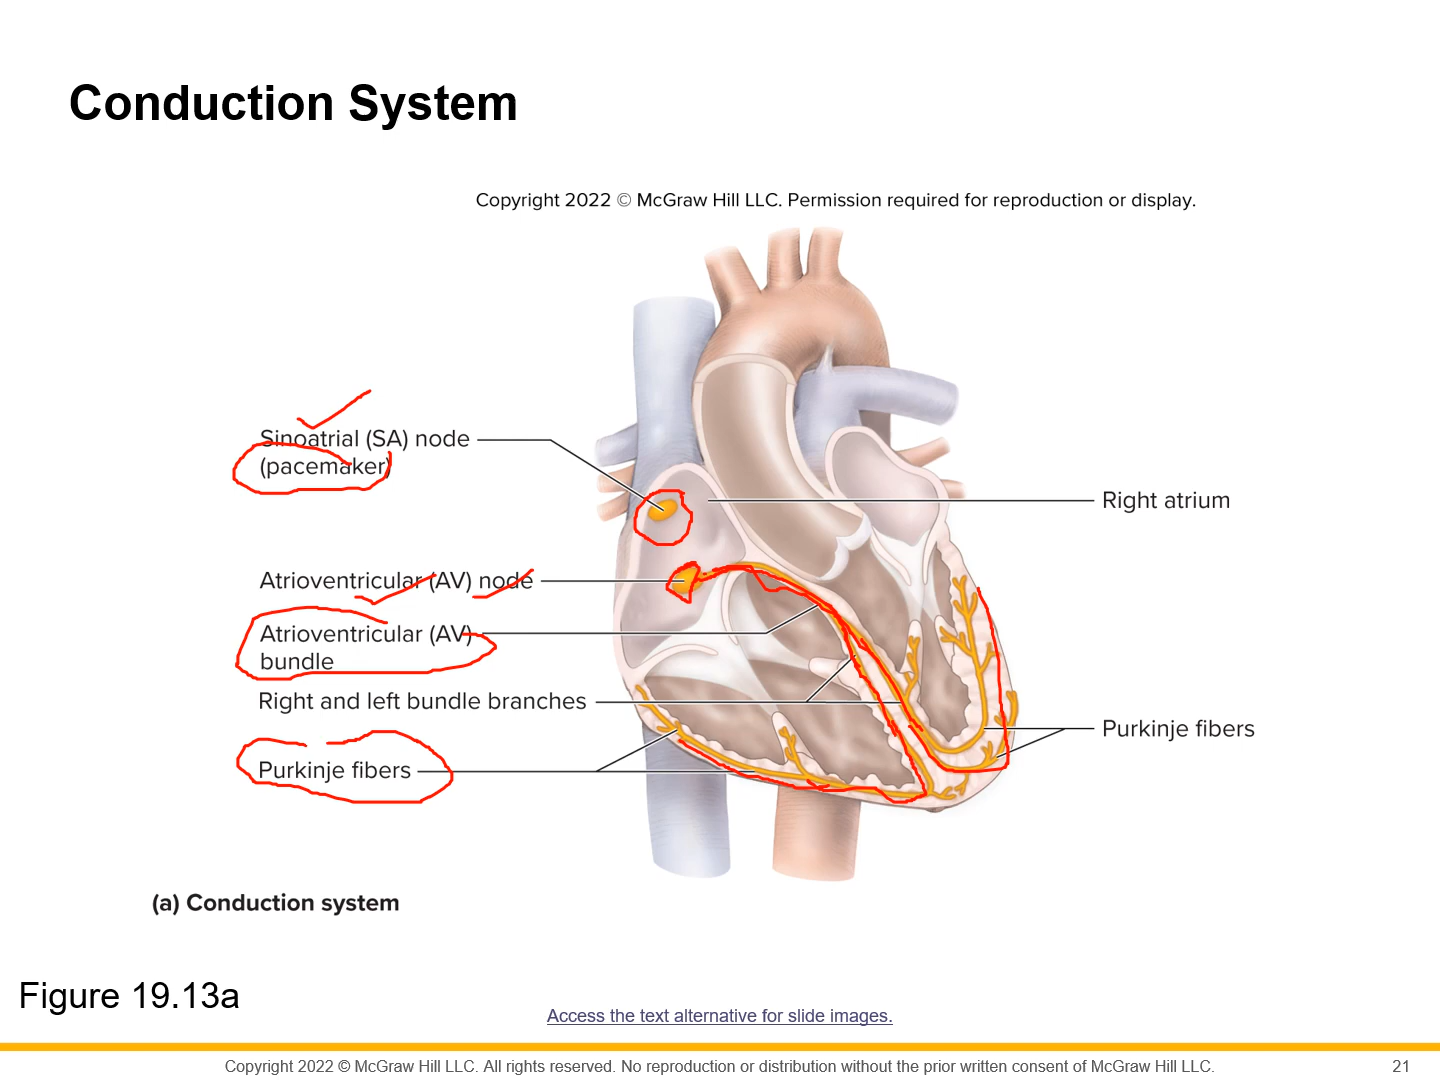 Conduction System
Copyright 2022 © McGraw Hill LLC. Permission required for reproduction or display.
Sinoatrial (SA) node
(pacemaker)
Right atrium
Atrioventricular (AV) node
Atrioventricular (AV)
bundle
Right and left bundle branches
Purkinje fibers
Purkinje fibers
(a) Conduction system
Figure 19.13a
Access the text alternative for slide images.
Copyright 2022 © McGraw Hill LLC. All rights reserved. No reproduction or distribution without the prior written consent of McGraw Hill LLC.
21